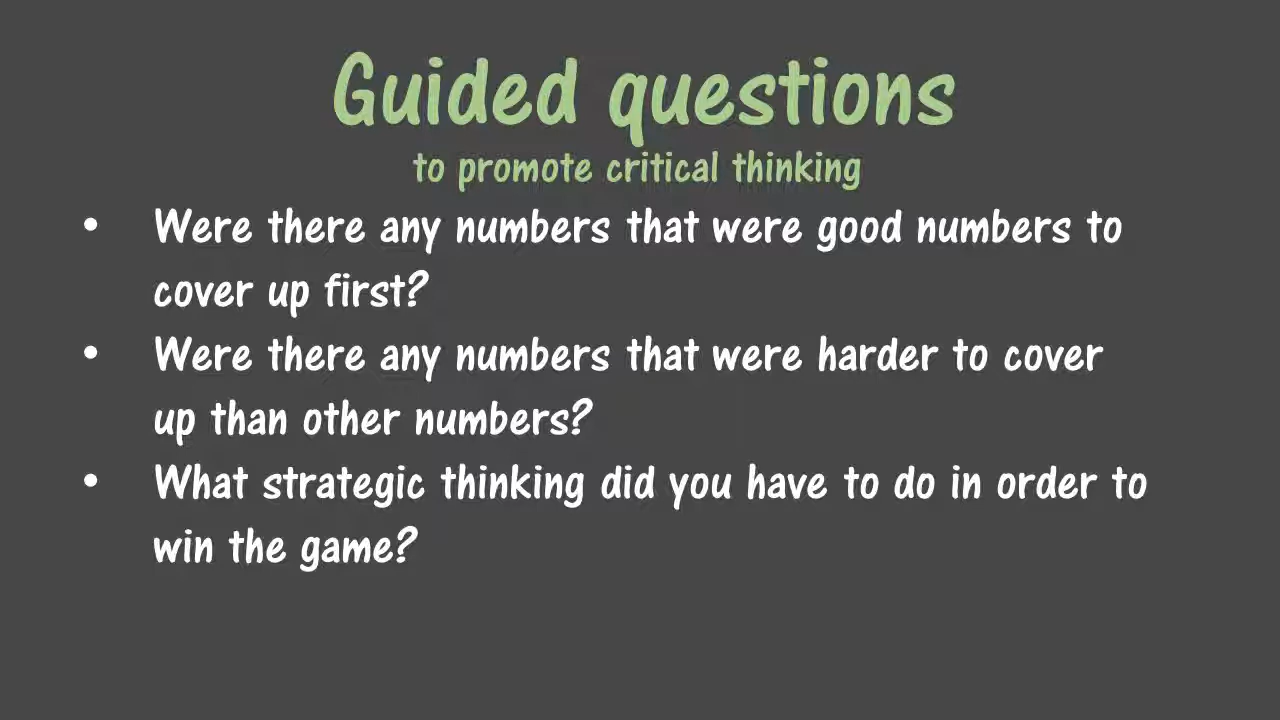 Guided questions
to promote critical thinking
• Were there any numbers that were good numbers to
cover up first?
• Were there any numbers that were harder to cover
up than other numbers?
• What strategic thinking did you have to do in order to
win the game?